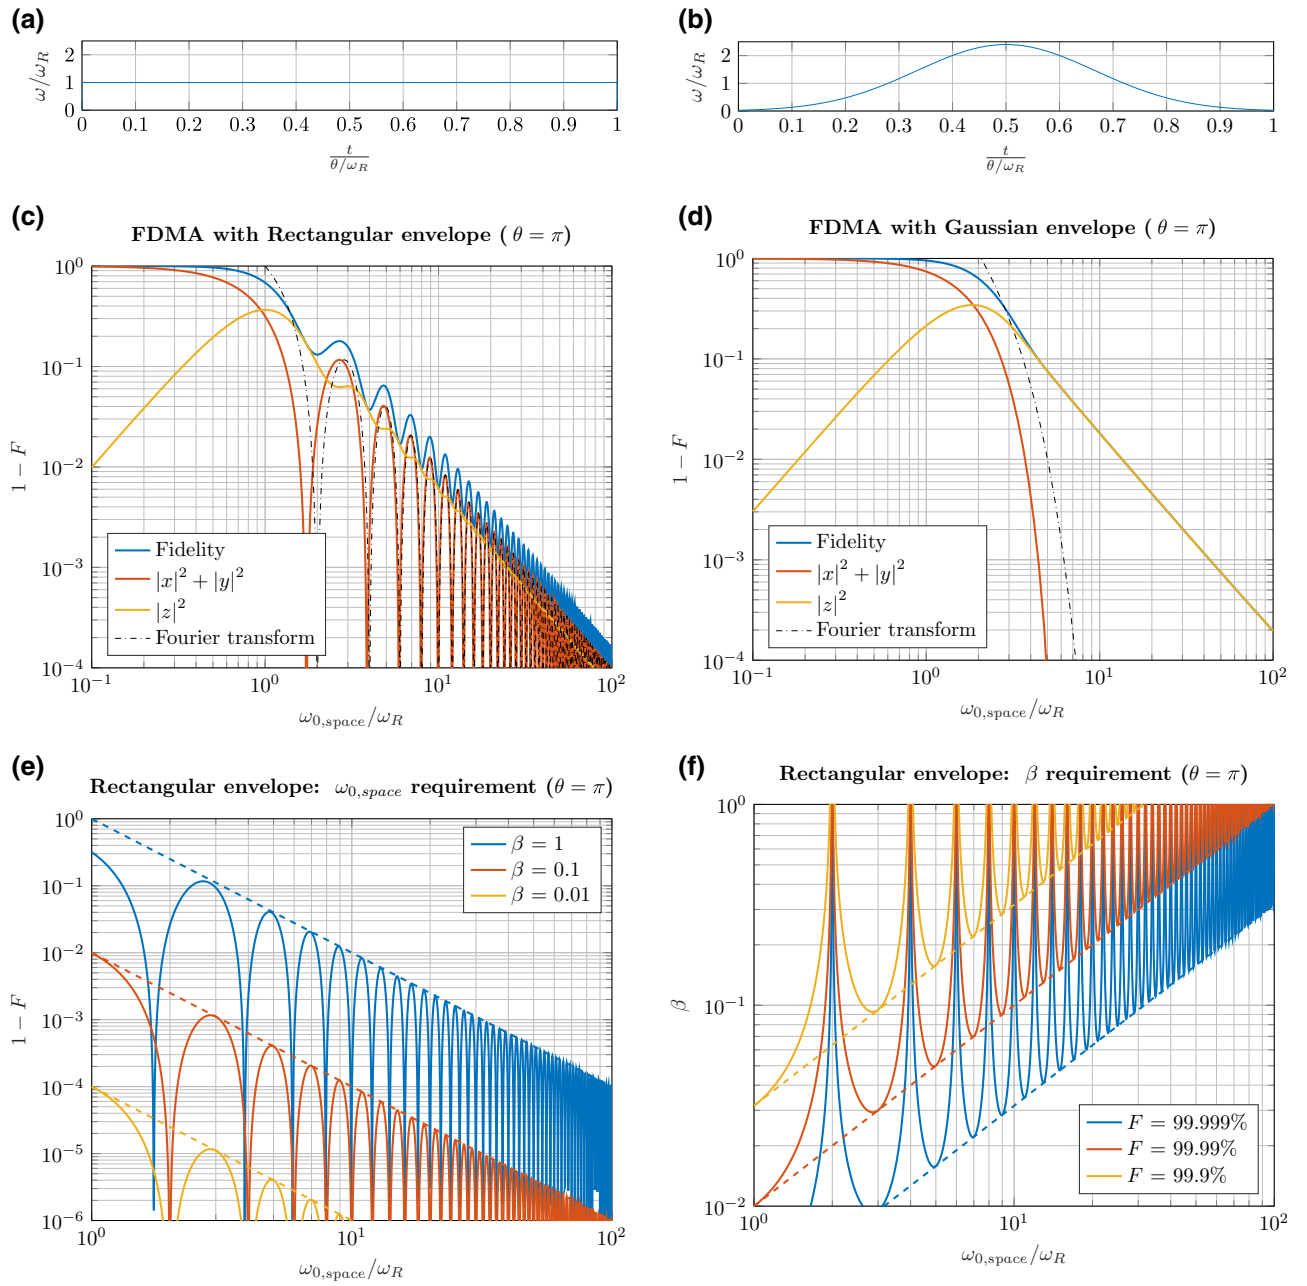 (a)
ω/ω_R
2
1
0
0 0.1 0.2 0.3 0.4 0.5 0.6 0.7 0.8 0.9 1
t
θ/ω_R
(b)
ω/ω_R
2
1
0
0 0.1 0.2 0.3 0.4 0.5 0.6 0.7 0.8 0.9 1
t
θ/ω_R
(c)
FDMA with Rectangular envelope ( θ = π)
1 − F
10^0
10^−1
10^−2
10^−3
10^−4
Fidelity
|x|^2 + |y|^2
|z|^2
Fourier transform
10^−1 10^0 10^1 10^2
ω_0,space/ω_R
(d)
FDMA with Gaussian envelope ( θ = π)
1 − F
10^0
10^−1
10^−2
10^−3
10^−4
Fidelity
|x|^2 + |y|^2
|z|^2
Fourier transform
10^−1 10^0 10^1 10^2
ω_0,space/ω_R
(e)
Rectangular envelope: ω_0,space requirement (θ = π)
1 − F
10^0
10^−1
10^−2
10^−3
10^−4
10^−5
10^−6
β = 1
β = 0.1
β = 0.01
10^0 10^1 10^2
ω_0,space/ω_R
(f)
Rectangular envelope: β requirement (θ = π)
β
10^0
10^−1
10^−2
F = 99.999%
F = 99.99%
F = 99.9%
10^0 10^1 10^2
ω_0,space/ω_R